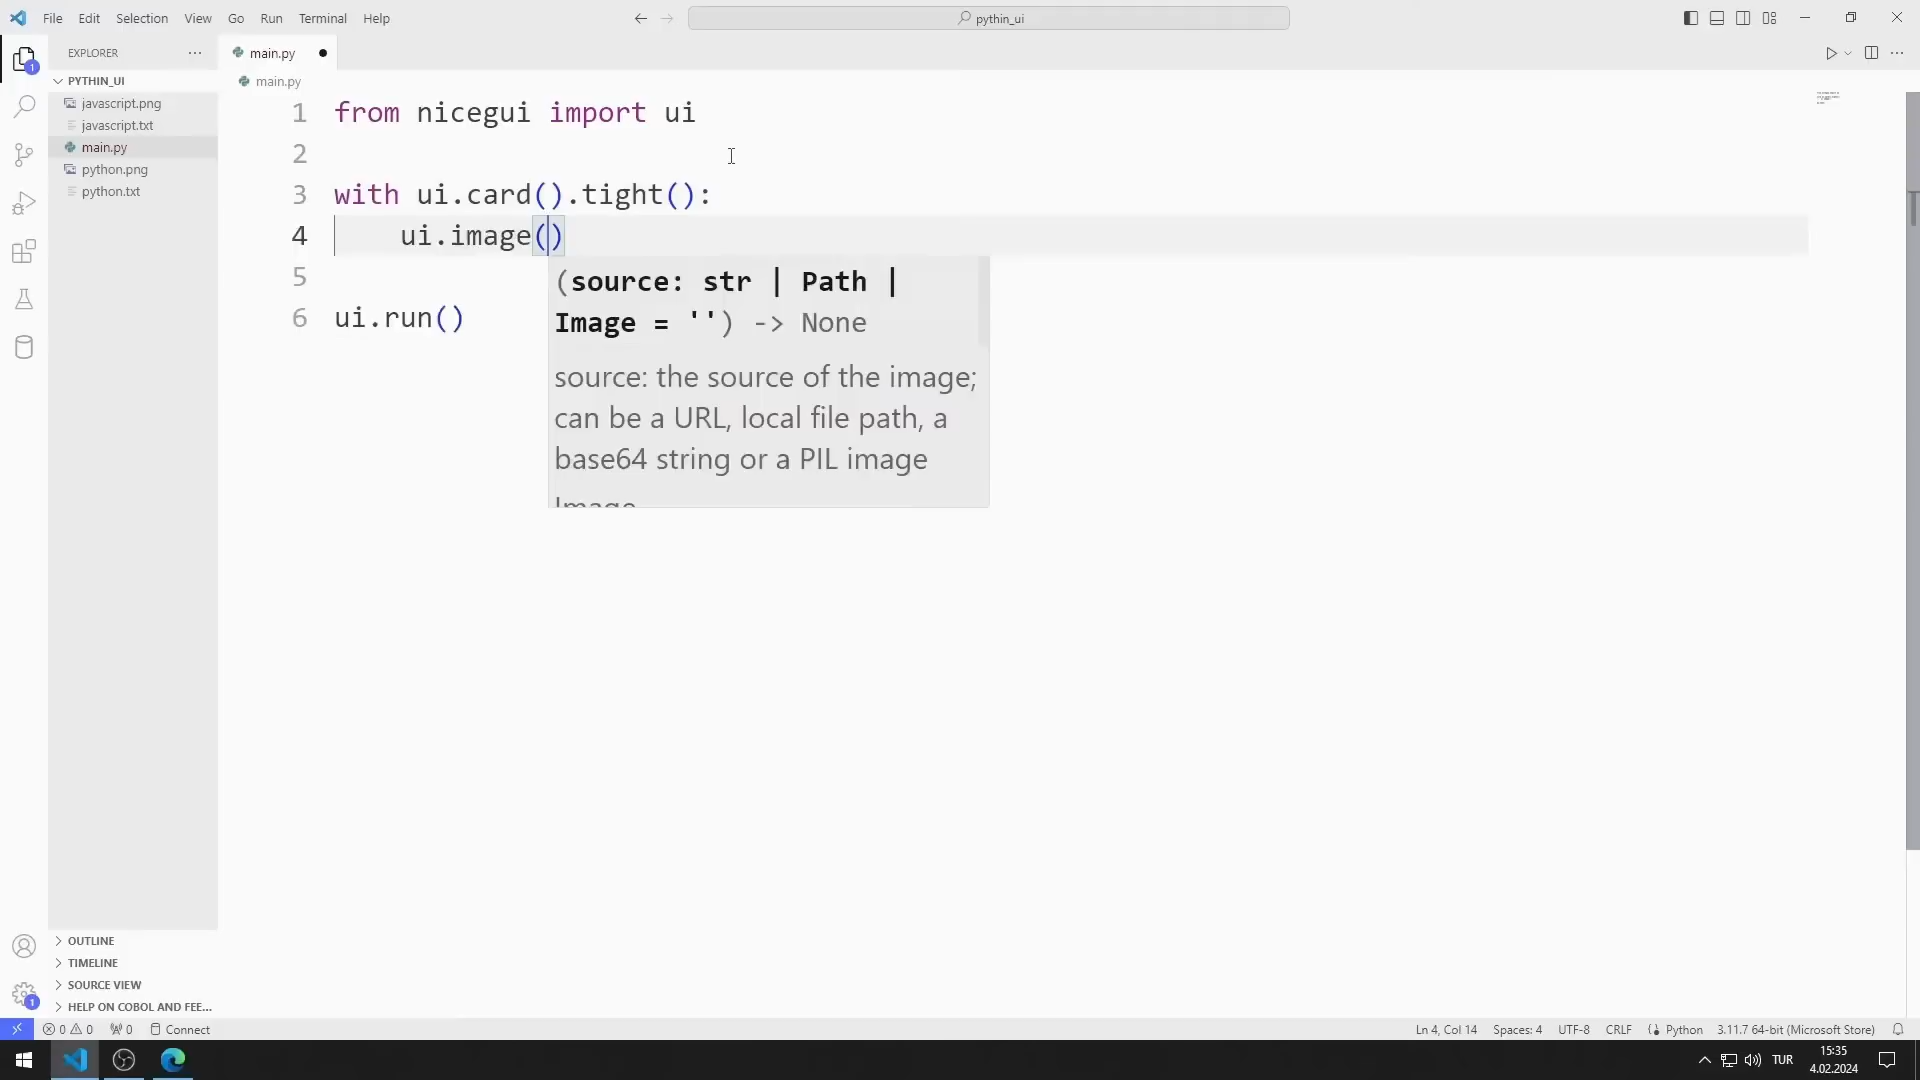 File Edit Selection View Go Run Terminal Help
pythin_ui
EXPLORER
main.py
PYTHIN_UI
main.py
javascript.png
javascript.txt
main.py
python.png
python.txt
1 from nicegui import ui
2
3 with ui.card().tight():
4 ui.image()
5
6 ui.run()
(source: str | Path |
Image = '') -> None
source: the source of the image;
can be a URL, local file path, a
base64 string or a PIL image
Image
1
OUTLINE
TIMELINE
SOURCE VIEW
HELP ON COBOL AND FEE...
1
0 0 0 Connect
Ln 4, Col 14 Spaces: 4 UTF-8 CRLF Python 3.11.7 64-bit (Microsoft Store)
TUR
15:35
4.02.2024